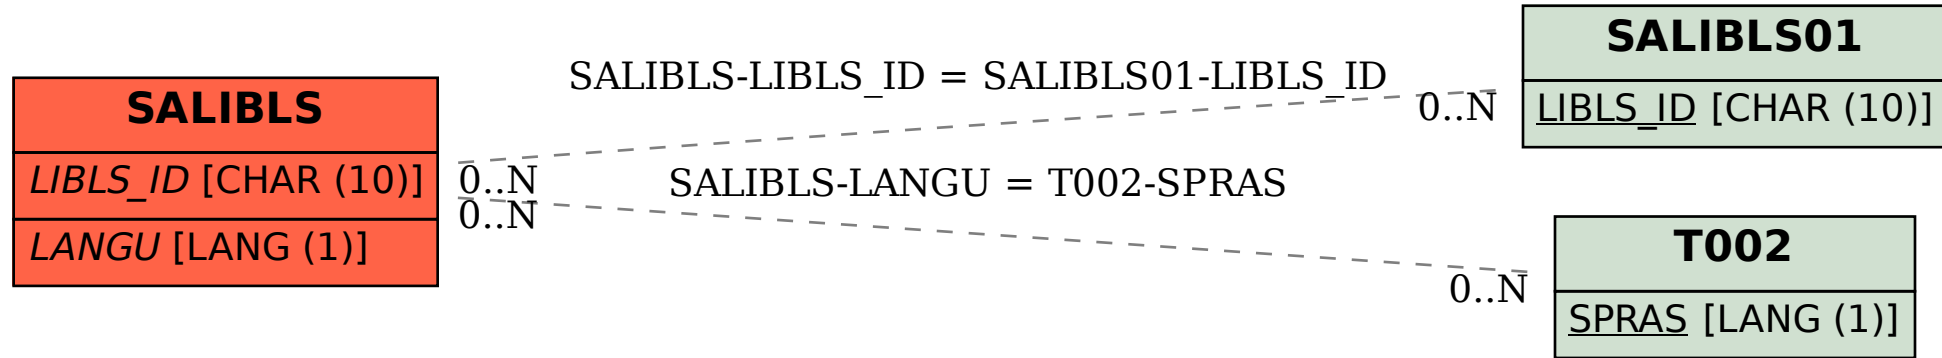 SALIBLS
LIBLS_ID [CHAR (10)]
LANGU [LANG (1)]
SALIBLS-LIBLS_ID = SALIBLS01-LIBLS_ID
0..N
0..N
SALIBLS-LANGU = T002-SPRAS
0..N
0..N
SALIBLS01
LIBLS_ID [CHAR (10)]
T002
SPRAS [LANG (1)]